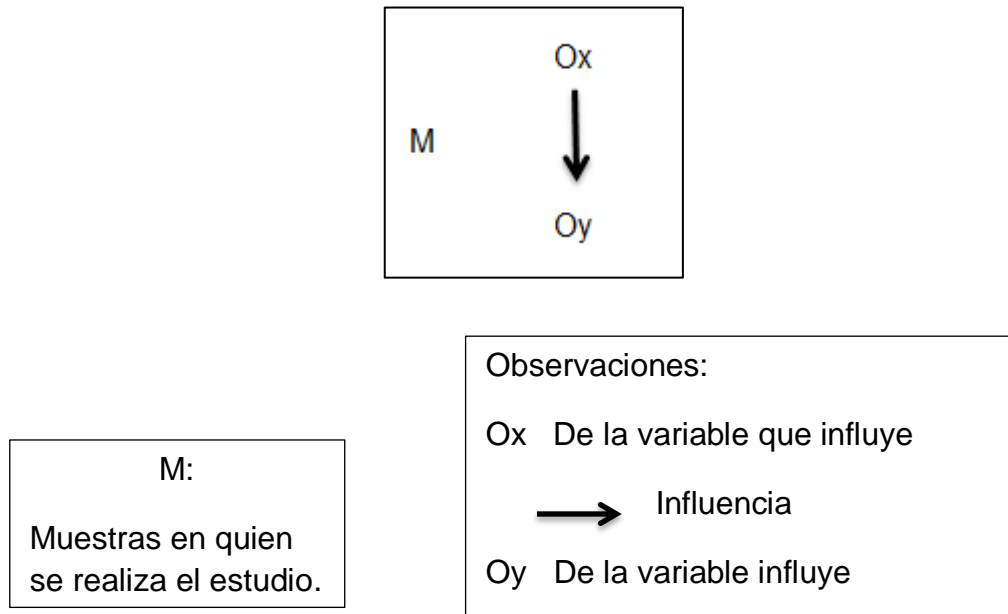 Ox
M
Oy
Observaciones:
Ox De la variable que influye
Influencia
Oy De la variable influye
M:
Muestras en quien
se realiza el estudio.